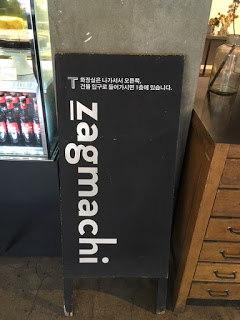 T 화장실은 나가셔서 오른쪽,
건물 입구로 들어가시면 1층에 있습니다.
zagmachi